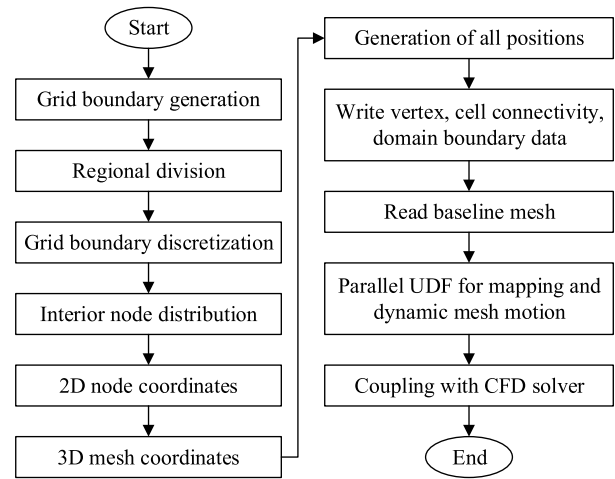 Start
Grid boundary generation
Regional division
Grid boundary discretization
Interior node distribution
2D node coordinates
3D mesh coordinates
Generation of all positions
Write vertex, cell connectivity,
domain boundary data
Read baseline mesh
Parallel UDF for mapping and
dynamic mesh motion
Coupling with CFD solver
End